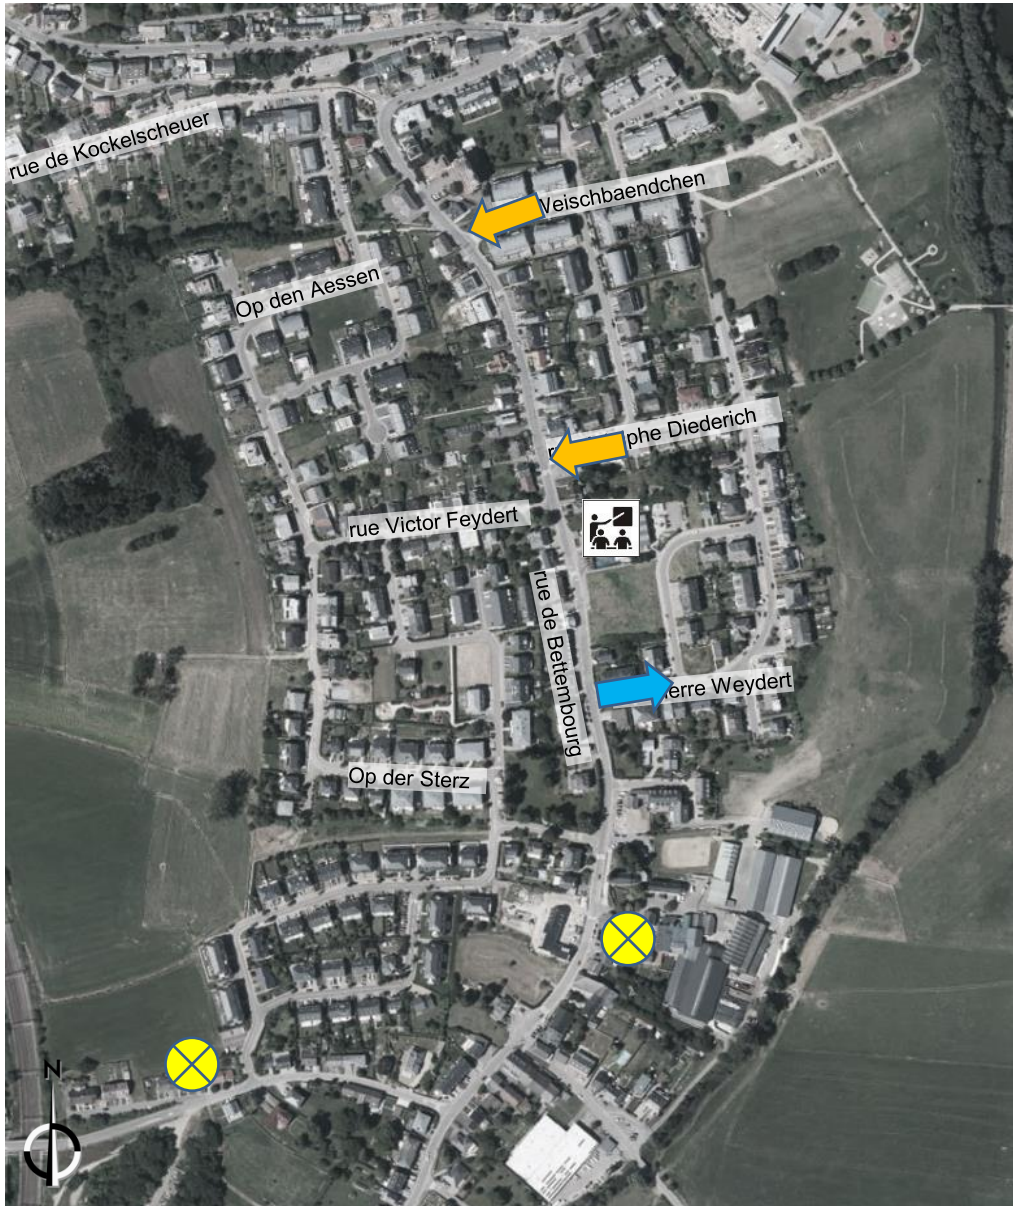 rue de Kockelscheuer
Weischbaendchen
Op den Aessen
phe Diederich
rue Victor Feydert
rue de Bettembourg
erre Weydert
Op der Sterz
N